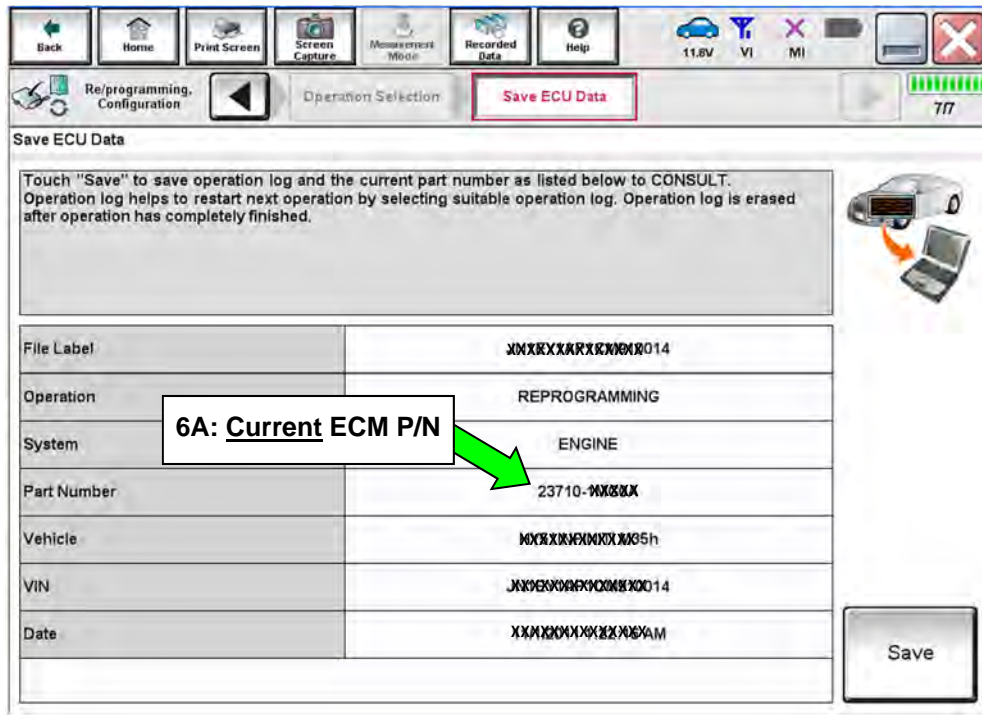 Back
Home
Print Screen
Screen
Capture
Measurement
Mode
Recorded
Data
Help
11.8V
VI
MI
Re/programming,
Configuration
Operation Selection
Save ECU Data
7/7
Save ECU Data
Touch "Save" to save operation log and the current part number as listed below to CONSULT.
Operation log helps to restart next operation by selecting suitable operation log. Operation log is erased
after operation has completely finished.
File Label
014
Operation
REPROGRAMMING
6A: Current ECM P/N
System
ENGINE
Part Number
23710-
Vehicle
35h
VIN
014
Date
AM
Save